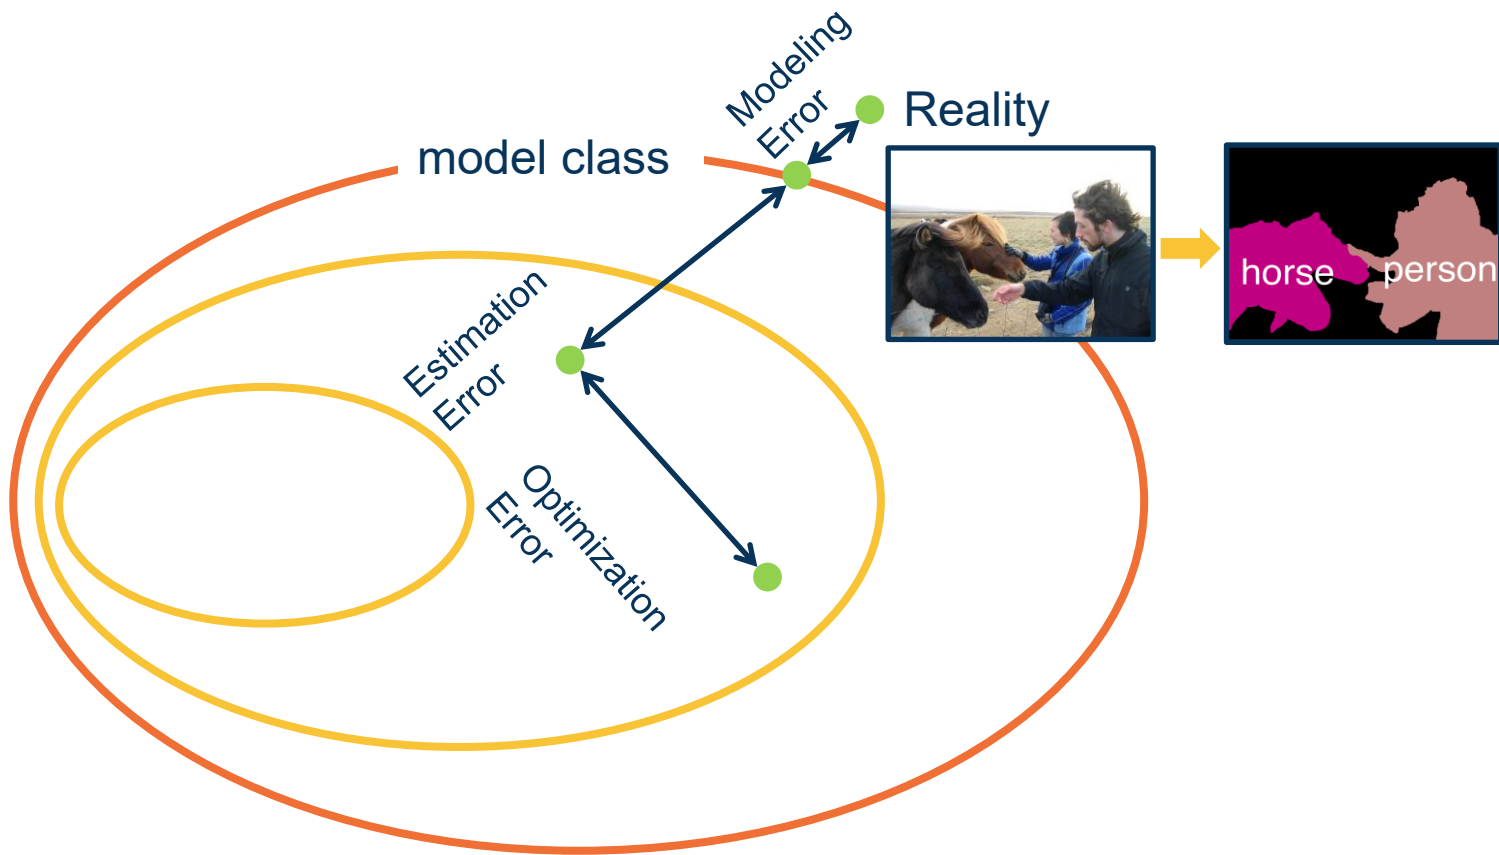 Modeling
Error
Reality
model class
horse
person
Estimation
Error
Optimization
Error